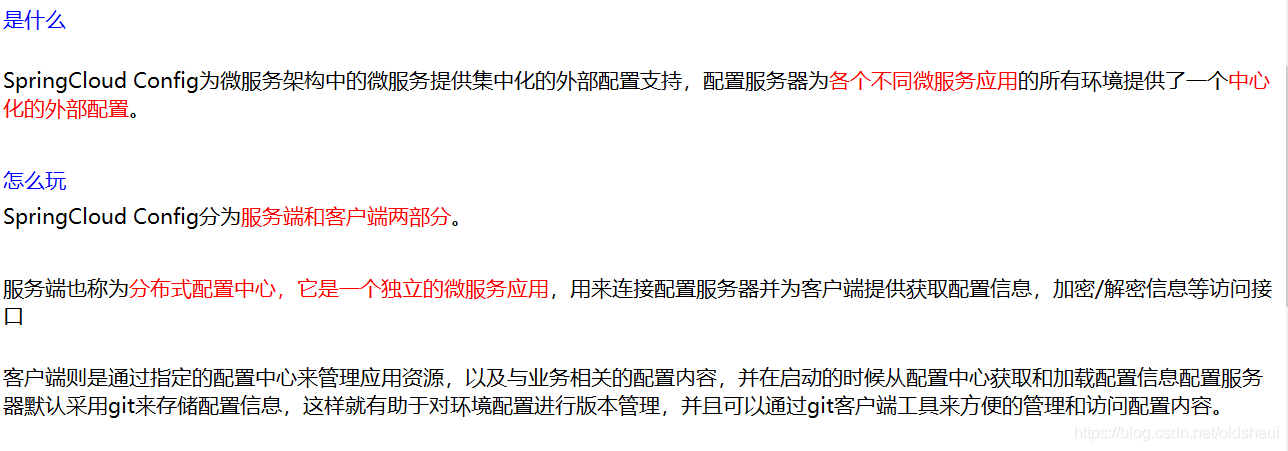 是什么
SpringCloud Config为微服务架构中的微服务提供集中化的外部配置支持，配置服务器为各个不同微服务应用的所有环境提供了一个中心
化的外部配置。
怎么玩
SpringCloud Config分为服务端和客户端两部分。
服务端也称为分布式配置中心，它是一个独立的微服务应用，用来连接配置服务器并为客户端提供获取配置信息，加密/解密信息等访问接
口
客户端则是通过指定的配置中心来管理应用资源，以及与业务相关的配置内容，并在启动的时候从配置中心获取和加载配置信息配置服务
器默认采用git来存储配置信息，这样就有助于对环境配置进行版本管理，并且可以通过git客户端工具来方便的管理和访问配置内容。
https://blog.csdn.net/oldshaui